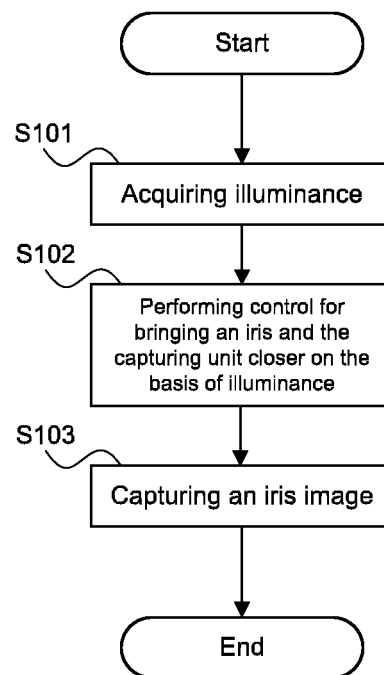 Start
S101
Acquiring illuminance
S102
Performing control for
bringing an iris and the
capturing unit closer on the
basis of illuminance
S103
Capturing an iris image
End